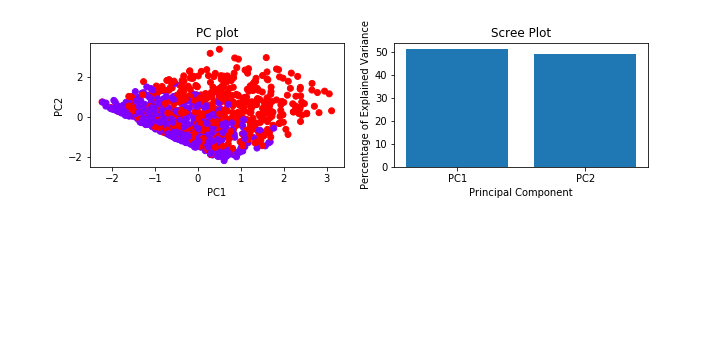 PC plot
PC2
2
0
−2
−2
−1
0
1
2
3
PC1
Scree Plot
Percentage of Explained Variance
50
40
30
20
10
0
PC1
PC2
Principal Component